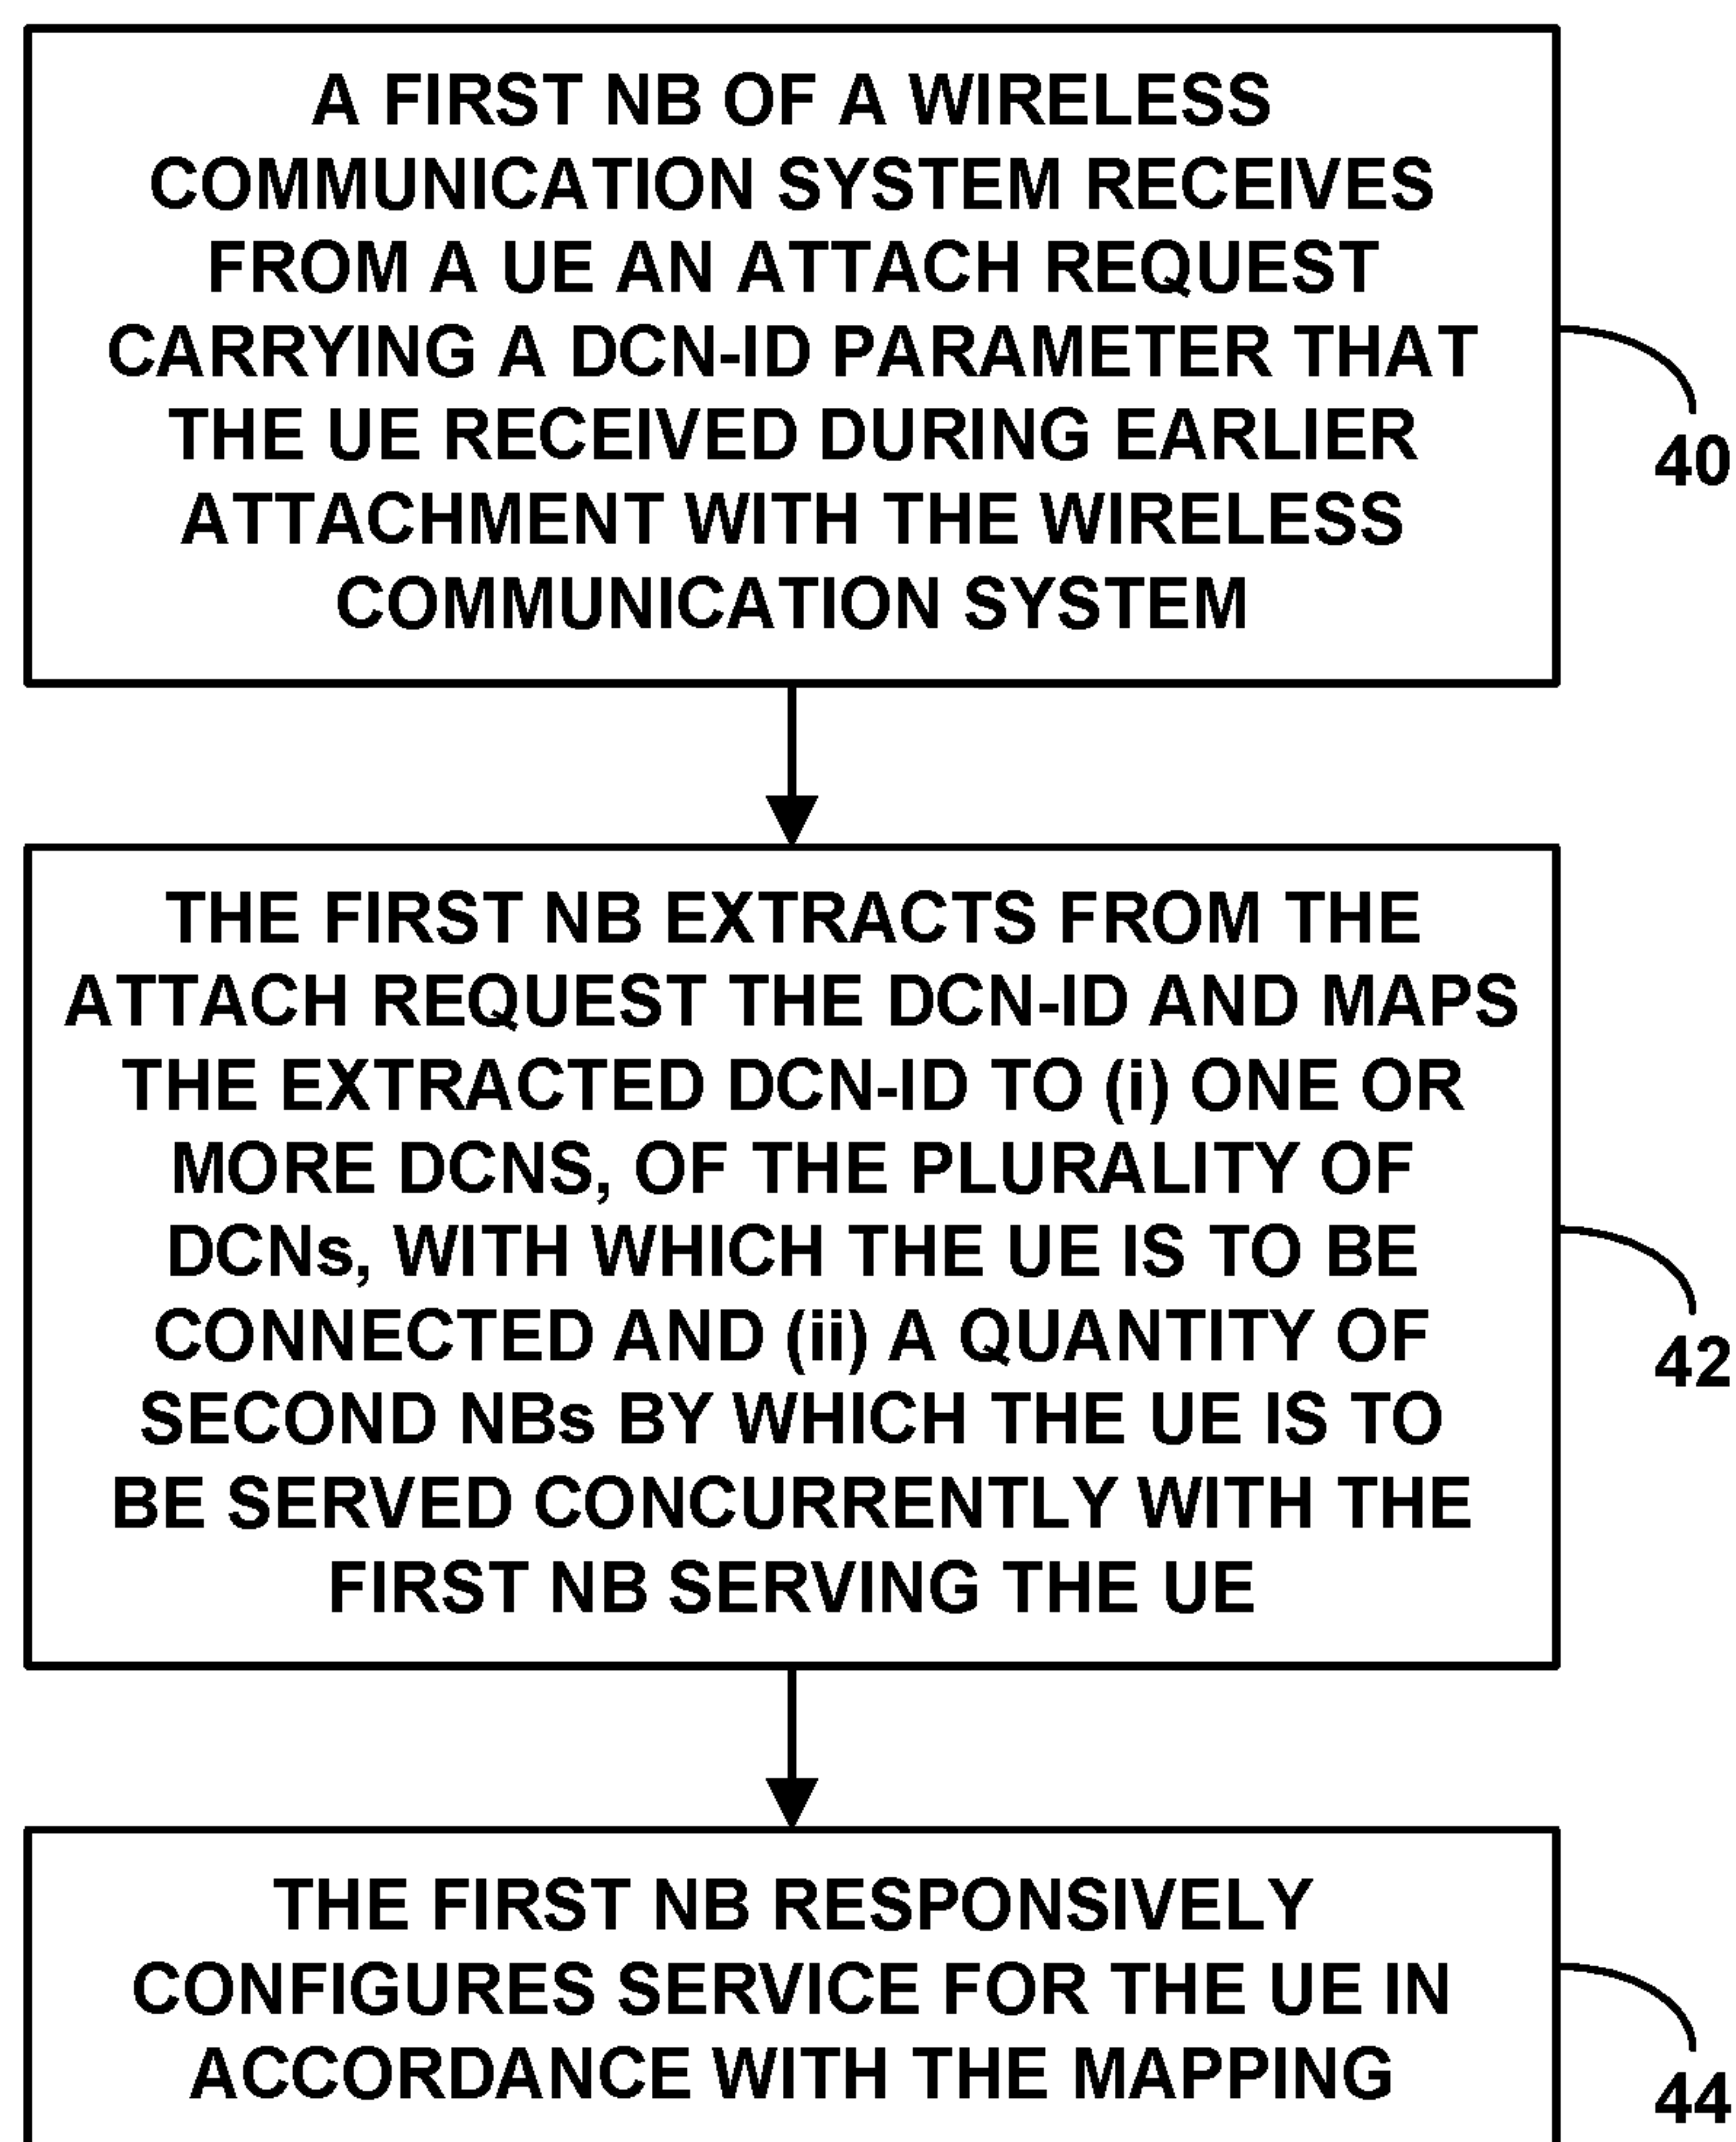 A FIRST NB OF A WIRELESS
COMMUNICATION SYSTEM RECEIVES
FROM A UE AN ATTACH REQUEST
CARRYING A DCN-ID PARAMETER THAT
THE UE RECEIVED DURING EARLIER
ATTACHMENT WITH THE WIRELESS
COMMUNICATION SYSTEM
40
THE FIRST NB EXTRACTS FROM THE
ATTACH REQUEST THE DCN-ID AND MAPS
THE EXTRACTED DCN-ID TO (i) ONE OR
MORE DCNS, OF THE PLURALITY OF
DCNs, WITH WHICH THE UE IS TO BE
CONNECTED AND (ii) A QUANTITY OF
SECOND NBs BY WHICH THE UE IS TO
BE SERVED CONCURRENTLY WITH THE
FIRST NB SERVING THE UE
42
THE FIRST NB RESPONSIVELY
CONFIGURES SERVICE FOR THE UE IN
ACCORDANCE WITH THE MAPPING
44